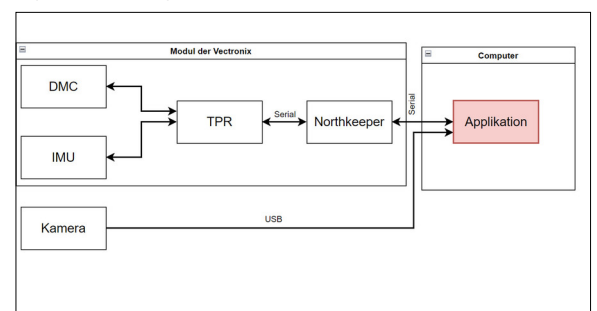 Modul der Vectronix
Computer
DMC
TPR
Serial
Northkeeper
Serial
Applikation
IMU
Kamera
USB